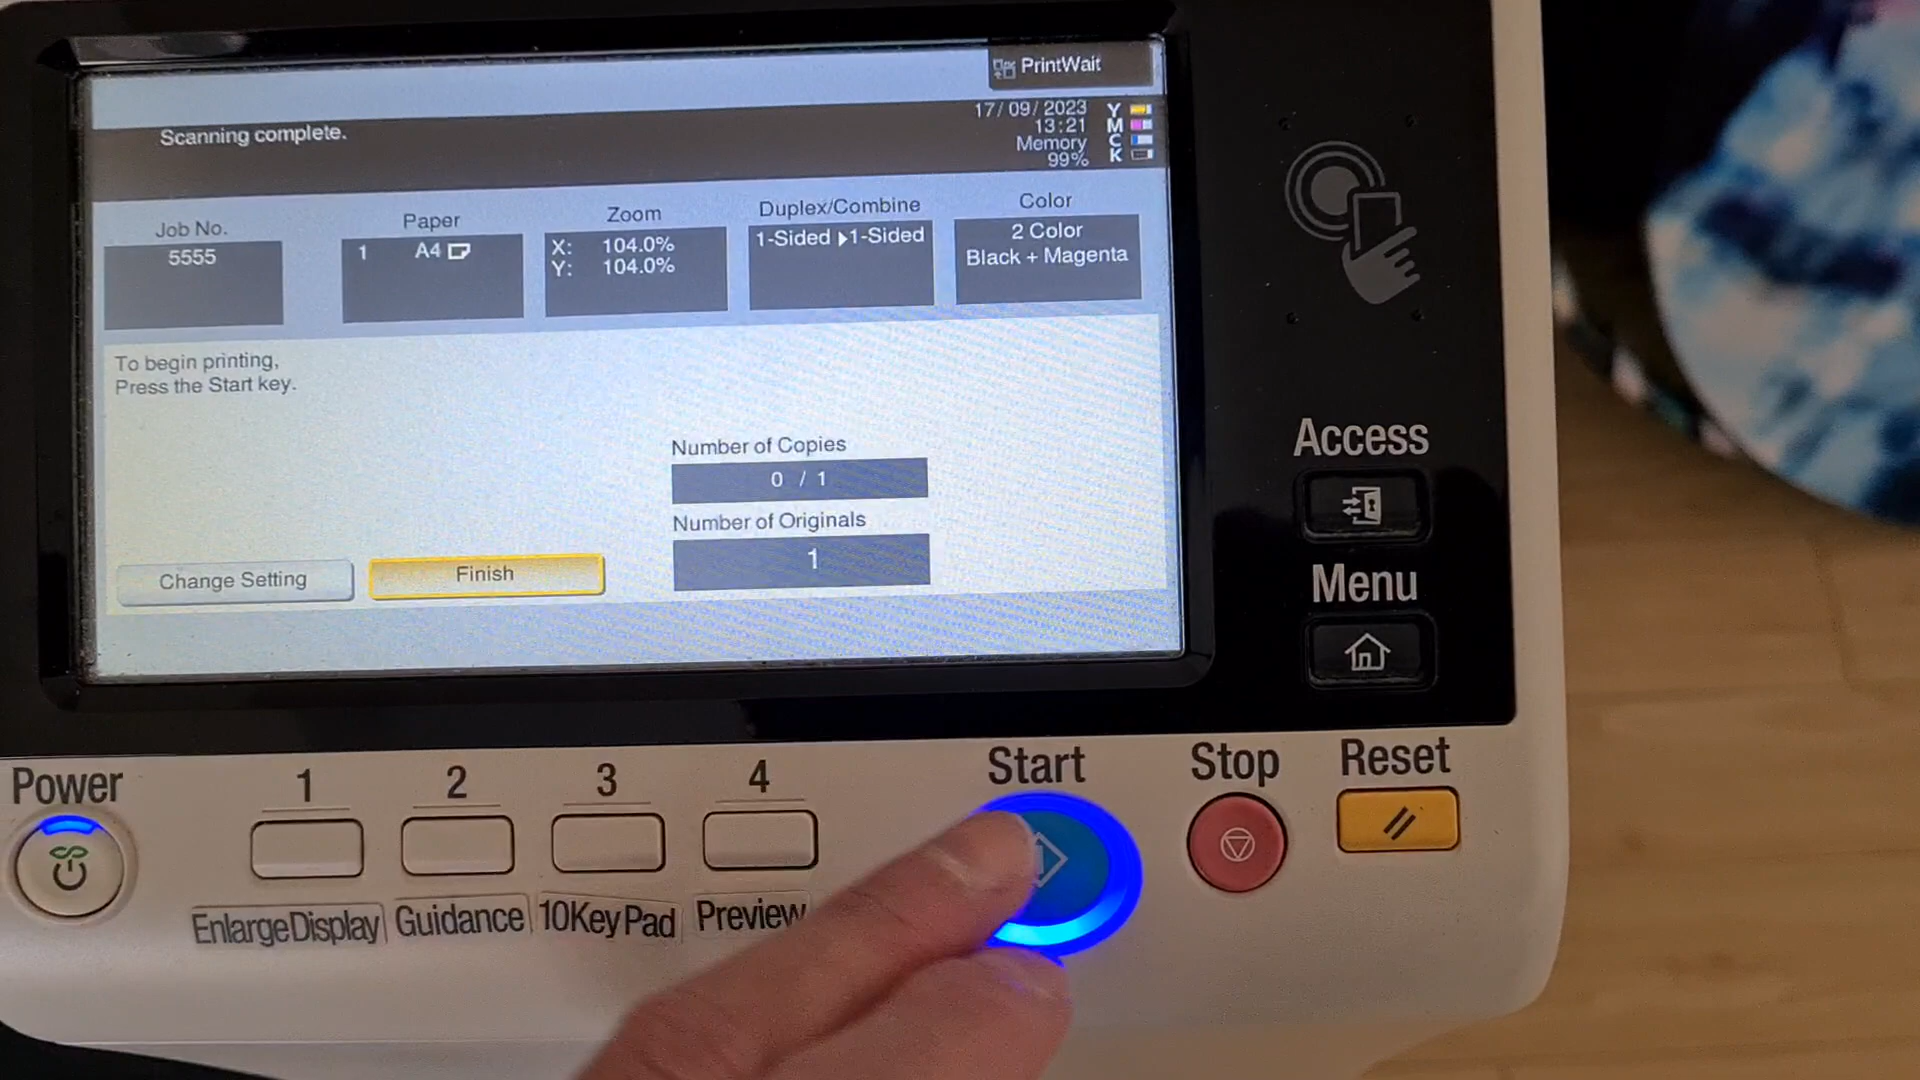 PrintWait
Scanning complete.
17/09/2023
13:21
Memory
99%
Y
M
C
K
Job No.
5555
Paper
1 A4
Zoom
X: 104.0%
Y: 104.0%
Duplex/Combine
1-Sided ▶1-Sided
Color
2 Color
Black + Magenta
To begin printing,
Press the Start key.
Number of Copies
0 / 1
Number of Originals
1
Change Setting
Finish
Access
Menu
Power
1
2
3
4
Start
Stop
Reset
Enlarge Display
Guidance
10 Key Pad
Preview